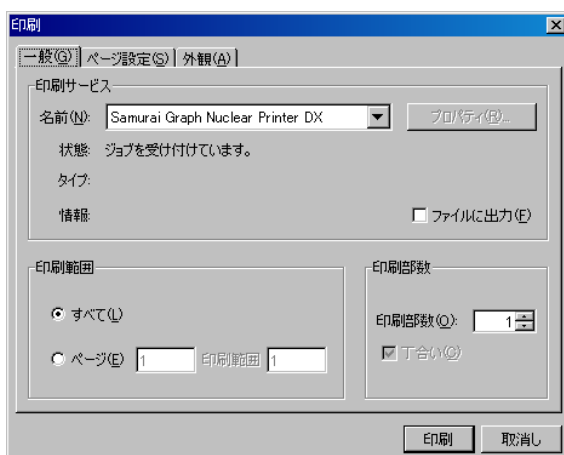 印刷
一般(G) ページ設定(S) 外観(A)
印刷サービス
名前(N): Samurai Graph Nuclear Printer DX プロパティ(R)...
状態: ジョブを受け付けています。
タイプ:
情報: ファイルに出力(F)
印刷範囲 印刷部数
すべて(L)
印刷部数(O): 1
ページ(E) 1 印刷範囲 1
丁合い(C)
印刷 取消し